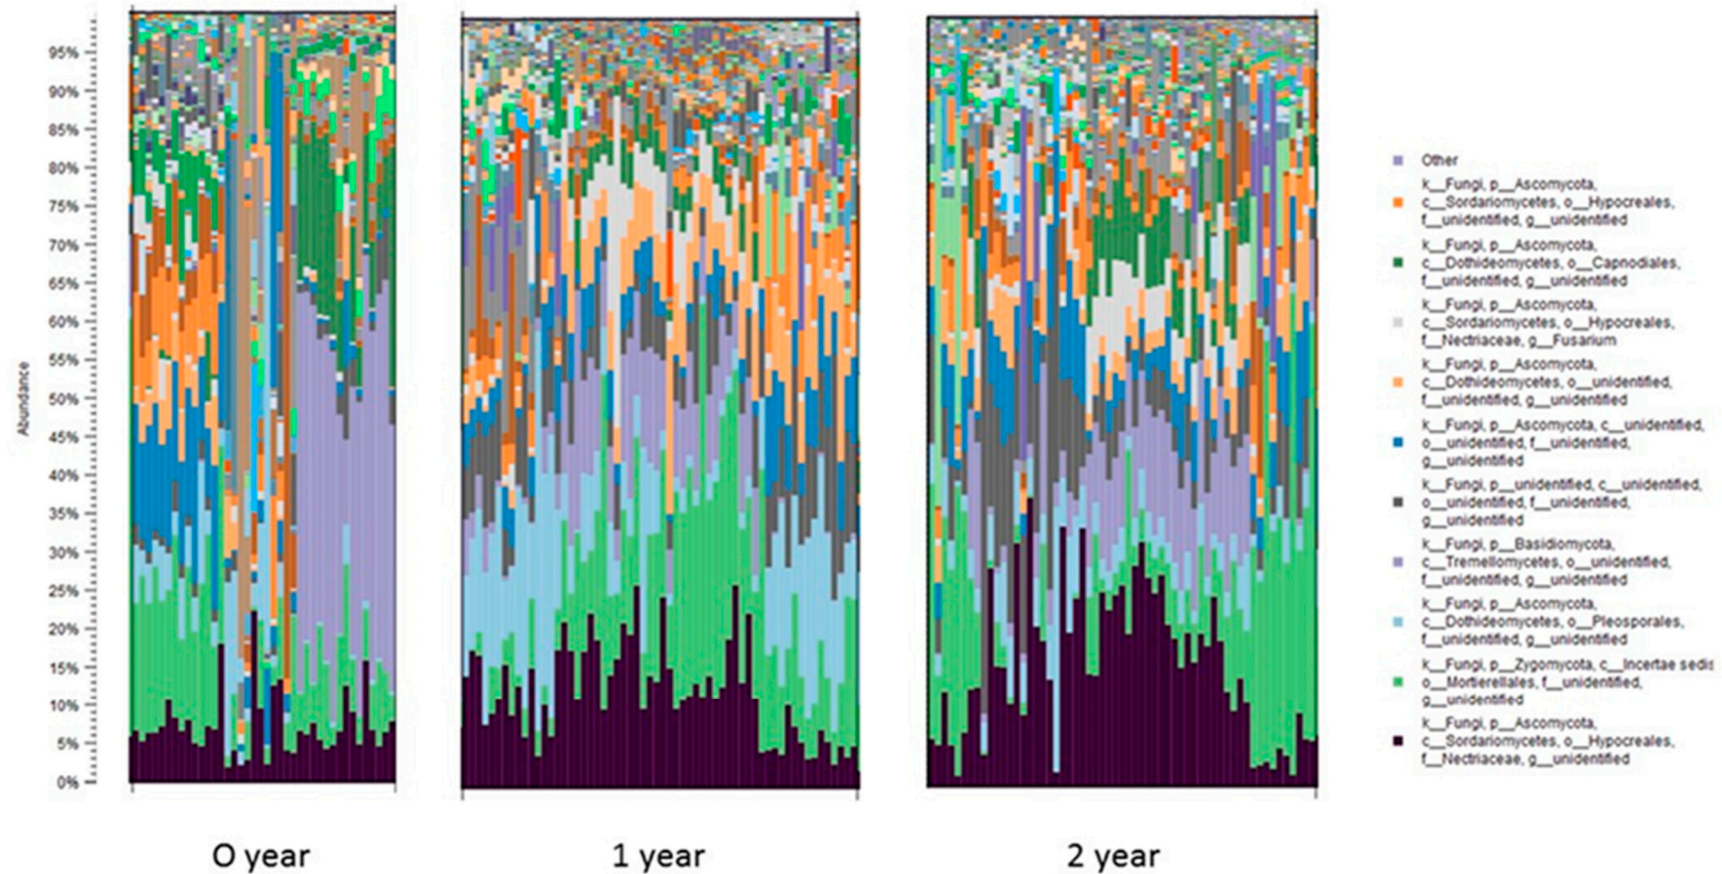 95%
90%
85%
80%
75%
70%
65%
60%
55%
50%
45%
40%
35%
30%
25%
20%
15%
10%
5%
0%
Abundance
O year
1 year
2 year
Other
k__Fungi, p__Ascomycota,
c__Sordariomycetes, o__Hypocreales,
f__unidentified, g__unidentified
k__Fungi, p__Ascomycota,
c__Dothideomycetes, o__Capnodiales,
f__unidentified, g__unidentified
k__Fungi, p__Ascomycota,
c__Sordariomycetes, o__Hypocreales,
f__Nectriaceae, g__Fusarium
k__Fungi, p__Ascomycota,
c__Dothideomycetes, o__unidentified,
f__unidentified, g__unidentified
k__Fungi, p__Ascomycota, c__unidentified,
o__unidentified, f__unidentified,
g__unidentified
k__Fungi, p__unidentified, c__unidentified,
o__unidentified, f__unidentified,
g__unidentified
k__Fungi, p__Basidiomycota,
c__Tremellomycetes, o__unidentified,
f__unidentified, g__unidentified
k__Fungi, p__Ascomycota,
c__Dothideomycetes, o__Pleosporales,
f__unidentified, g__unidentified
k__Fungi, p__Zygomycota, c__Incertae sedis
o__Mortierellales, f__unidentified,
g__unidentified
k__Fungi, p__Ascomycota,
c__Sordariomycetes, o__Hypocreales,
f__Nectriaceae, g__unidentified